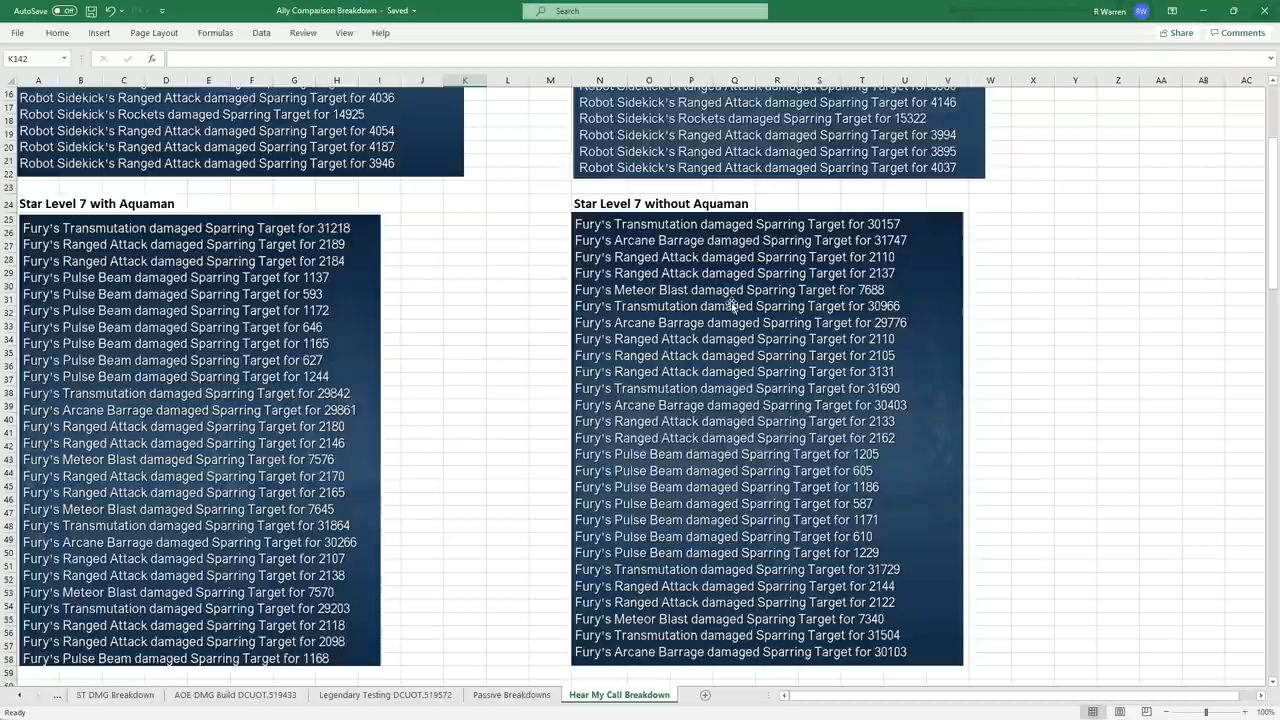 AutoSave Off Ally Comparison Breakdown - Saved Search R Warren RW
File Home Insert Page Layout Formulas Data Review View Help Share Comments
K142 fx
A B C D E F G H I J K L M N O P Q R S T U V W X Y Z AA AB AC
Robot Sidekick's Ranged Attack damaged Sparring Target for 4036
Robot Sidekick's Rockets damaged Sparring Target for 14925
Robot Sidekick's Ranged Attack damaged Sparring Target for 4054
Robot Sidekick's Ranged Attack damaged Sparring Target for 4187
Robot Sidekick's Ranged Attack damaged Sparring Target for 3946
Robot Sidekick's Ranged Attack damaged Sparring Target for 4146
Robot Sidekick's Rockets damaged Sparring Target for 15322
Robot Sidekick's Ranged Attack damaged Sparring Target for 3994
Robot Sidekick's Ranged Attack damaged Sparring Target for 3895
Robot Sidekick's Ranged Attack damaged Sparring Target for 4037
Star Level 7 with Aquaman
Fury's Transmutation damaged Sparring Target for 31218
Fury's Ranged Attack damaged Sparring Target for 2189
Fury's Ranged Attack damaged Sparring Target for 2184
Fury's Pulse Beam damaged Sparring Target for 1137
Fury's Pulse Beam damaged Sparring Target for 593
Fury's Pulse Beam damaged Sparring Target for 1172
Fury's Pulse Beam damaged Sparring Target for 646
Fury's Pulse Beam damaged Sparring Target for 1165
Fury's Pulse Beam damaged Sparring Target for 627
Fury's Pulse Beam damaged Sparring Target for 1244
Fury's Transmutation damaged Sparring Target for 29842
Fury's Arcane Barrage damaged Sparring Target for 29861
Fury's Ranged Attack damaged Sparring Target for 2180
Fury's Ranged Attack damaged Sparring Target for 2146
Fury's Meteor Blast damaged Sparring Target for 7576
Fury's Ranged Attack damaged Sparring Target for 2170
Fury's Ranged Attack damaged Sparring Target for 2165
Fury's Meteor Blast damaged Sparring Target for 7645
Fury's Transmutation damaged Sparring Target for 31864
Fury's Arcane Barrage damaged Sparring Target for 30266
Fury's Ranged Attack damaged Sparring Target for 2107
Fury's Ranged Attack damaged Sparring Target for 2138
Fury's Meteor Blast damaged Sparring Target for 7570
Fury's Transmutation damaged Sparring Target for 29203
Fury's Ranged Attack damaged Sparring Target for 2118
Fury's Ranged Attack damaged Sparring Target for 2098
Fury's Pulse Beam damaged Sparring Target for 1168
Star Level 7 without Aquaman
Fury's Transmutation damaged Sparring Target for 30157
Fury's Arcane Barrage damaged Sparring Target for 31747
Fury's Ranged Attack damaged Sparring Target for 2110
Fury's Ranged Attack damaged Sparring Target for 2137
Fury's Meteor Blast damaged Sparring Target for 7688
Fury's Transmutation damaged Sparring Target for 30966
Fury's Arcane Barrage damaged Sparring Target for 29776
Fury's Ranged Attack damaged Sparring Target for 2110
Fury's Ranged Attack damaged Sparring Target for 2105
Fury's Ranged Attack damaged Sparring Target for 3131
Fury's Transmutation damaged Sparring Target for 31690
Fury's Arcane Barrage damaged Sparring Target for 30403
Fury's Ranged Attack damaged Sparring Target for 2133
Fury's Ranged Attack damaged Sparring Target for 2162
Fury's Pulse Beam damaged Sparring Target for 1205
Fury's Pulse Beam damaged Sparring Target for 605
Fury's Pulse Beam damaged Sparring Target for 1186
Fury's Pulse Beam damaged Sparring Target for 587
Fury's Pulse Beam damaged Sparring Target for 1171
Fury's Pulse Beam damaged Sparring Target for 610
Fury's Pulse Beam damaged Sparring Target for 1229
Fury's Transmutation damaged Sparring Target for 31729
Fury's Ranged Attack damaged Sparring Target for 2144
Fury's Ranged Attack damaged Sparring Target for 2122
Fury's Meteor Blast damaged Sparring Target for 7340
Fury's Transmutation damaged Sparring Target for 31504
Fury's Arcane Barrage damaged Sparring Target for 30103
... ST DMG Breakdown AOE DMG Build DCUOT.519433 Legendary Testing DCUOT.519572 Passive Breakdowns Hear My Call Breakdown
Ready 100%